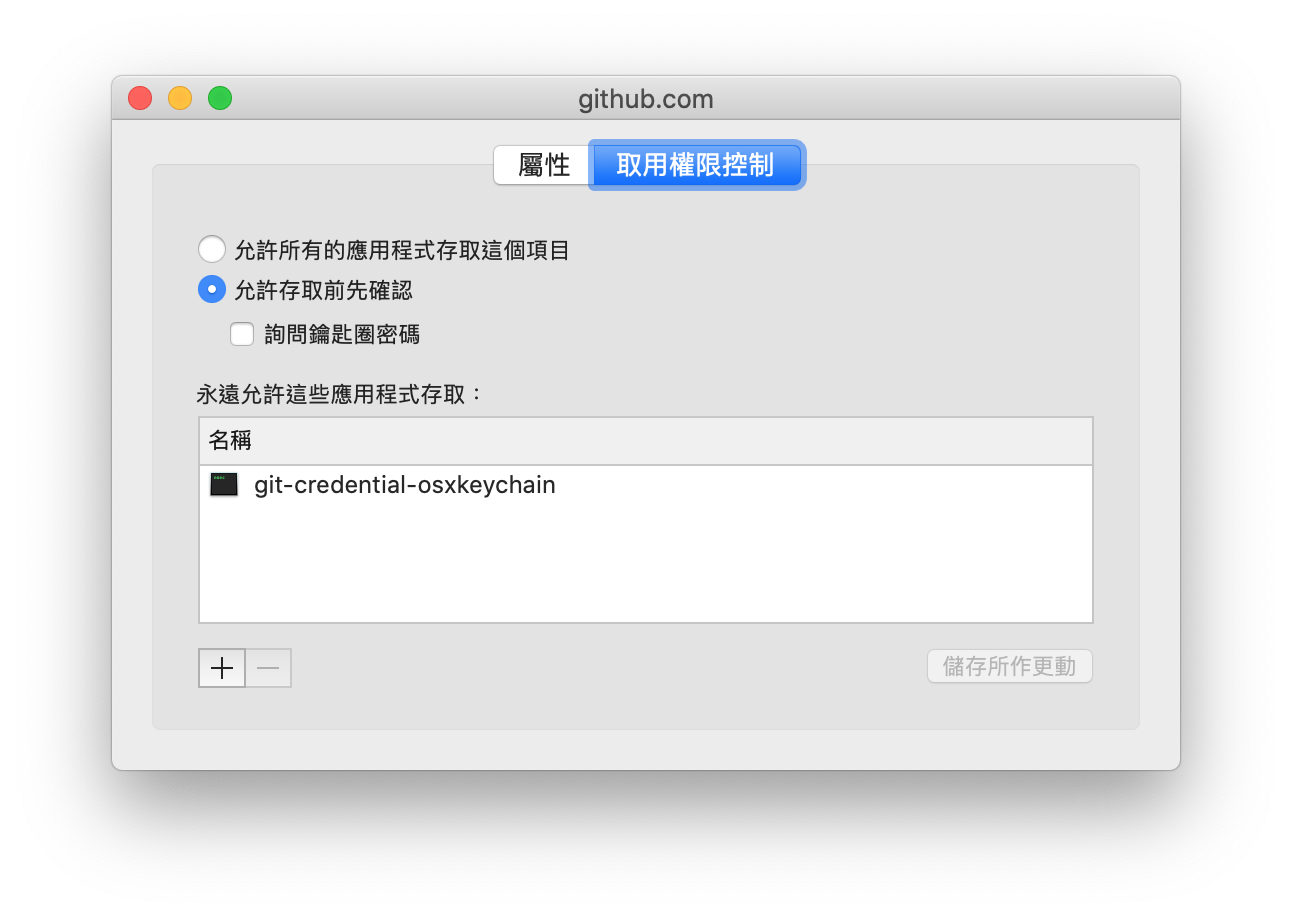 github.com
屬性 取用權限控制
允許所有的應用程式存取這個項目
允許存取前先確認
詢問鑰匙圈密碼
永遠允許這些應用程式存取：
名稱
git-credential-osxkeychain
儲存所作更動